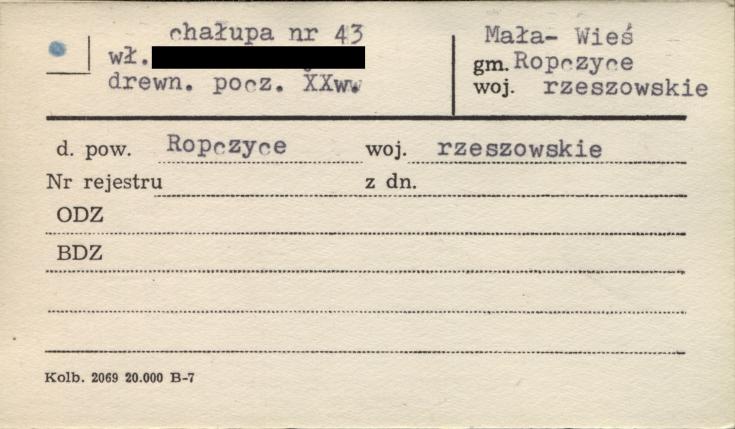 chałupa nr 43
wł.
drewn. pocz. XXww
Mała- Wieś
gm. Ropczyce
woj. rzeszowskie
d. pow. Ropczyce woj. rzeszowskie
Nr rejestru z dn.
ODZ
BDZ
Kolb. 2069 20.000 B-7